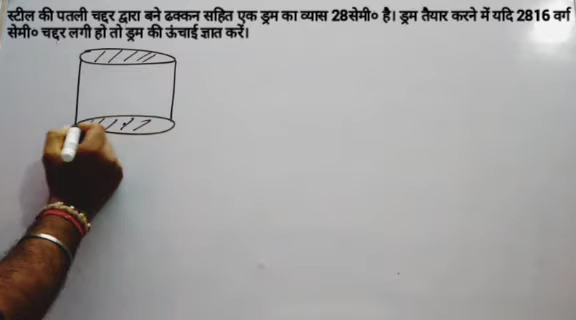 स्टील की पतली चद्दर द्वारा बने ढक्कन सहित एक ड्रम का व्यास 28सेमी० है। ड्रम तैयार करने में यदि 2816 वर्ग
सेमी० चद्दर लगी हो तो ड्रम की ऊंचाई ज्ञात करें।